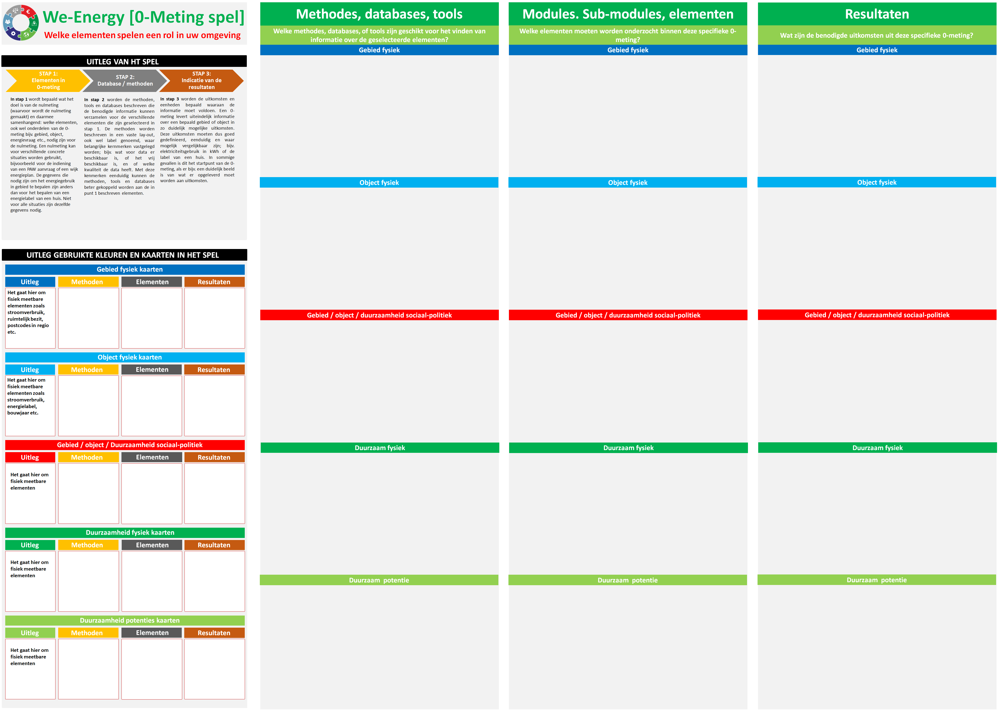 We-Energy [0-Meting spel]
Welke elementen spelen een rol in uw omgeving
UITLEG VAN HT SPEL
STAP 1:
Elementen in
0-meting
STAP 2:
Database / methoden
STAP 3:
Indicatie van de
resultaten
In stap 1 wordt bepaald wat het
doel is van de nulmeting
(waarvoor wordt de nulmeting
gemaakt) en daarmee
samenhangend: welke elementen,
ook wel onderdelen van de 0-
meting bijv. gebied, object,
energievraag etc., nodig zijn voor
de nulmeting. Een nulmeting kan
voor verschillende concrete
situaties worden gebruikt,
bijvoorbeeld voor de indiening
van een PAW aanvraag of een wijk
energieplan. De gegevens die
nodig zijn om het energiegebruik
in gebied te bepalen zijn anders
dan voor het bepalen van een
energielabel van een huis. Niet
voor alle situaties zijn dezelfde
gegevens nodig.
In stap 2 worden de methoden,
tools en databases beschreven die
de benodigde informatie kunnen
verzamelen voor de verschillende
elementen die zijn geselecteerd in
stap 1. De methoden worden
beschreven in een vaste lay-out,
ook wel label genoemd, waar
belangrijke kernmerken vastgelegd
worden; bijv. wat voor data er
beschikbaar is, of het vrij
beschikbaar is, en of welke
kwaliteit de data heeft. Met deze
kenmerken eenduidig kunnen de
methoden, tools en databases
beter gekoppeld worden aan de in
punt 1 beschreven elementen.
In stap 3 worden de uitkomsten en
eenheden bepaald waaraan de
informatie moet voldoen. Een 0-
meting levert uiteindelijk informatie
over een bepaald gebied of object in
zo duidelijk mogelijke uitkomsten.
Deze uitkomsten moeten dus goed
gedefinieerd, eenduidig en waar
mogelijk vergelijkbaar zijn; bijv.
elektriciteitsgebruik in kWh of de
label van een huis. In sommige
gevallen is dit het startpunt van de 0-
meting, als er bijv. een duidelijk beeld
is van wat er opgeleverd moet
worden aan uitkomsten.
UITLEG GEBRUIKTE KLEUREN EN KAARTEN IN HET SPEL
Gebied fysiek kaarten
Uitleg Methoden Elementen Resultaten
Het gaat hier om
fisiek meetbare
elementen zoals
stroomverbruik,
ruimtelijk bezit,
postcodes in regio
etc.
Object fysiek kaarten
Uitleg Methoden Elementen Resultaten
Het gaat hier om
fisiek meetbare
elementen zoals
stroomverbruik,
energielabel,
bouwjaar etc.
Gebied / object / Duurzaamheid sociaal-politiek
Uitleg Methoden Elementen Resultaten
Het gaat hier om
fisiek meetbare
elementen
Duurzaamheid fysiek kaarten
Uitleg Methoden Elementen Resultaten
Het gaat hier om
fisiek meetbare
elementen
Duurzaamheid potenties kaarten
Uitleg Methoden Elementen Resultaten
Het gaat hier om
fisiek meetbare
elementen
Methodes, databases, tools
Welke methodes, databases, of tools zijn geschikt voor het vinden van
informatie over de geselecteerde elementen?
Gebied fysiek
Object fysiek
Gebied / object / duurzaamheid sociaal-politiek
Duurzaam fysiek
Duurzaam potentie
Modules. Sub-modules, elementen
Welke elementen moeten worden onderzocht binnen deze specifieke 0-
meting?
Gebied fysiek
Object fysiek
Gebied / object / duurzaamheid sociaal-politiek
Duurzaam fysiek
Duurzaam potentie
Resultaten
Wat zijn de benodigde uitkomsten uit deze specifieke 0-meting?
Gebied fysiek
Object fysiek
Gebied / object / duurzaamheid sociaal-politiek
Duurzaam fysiek
Duurzaam potentie